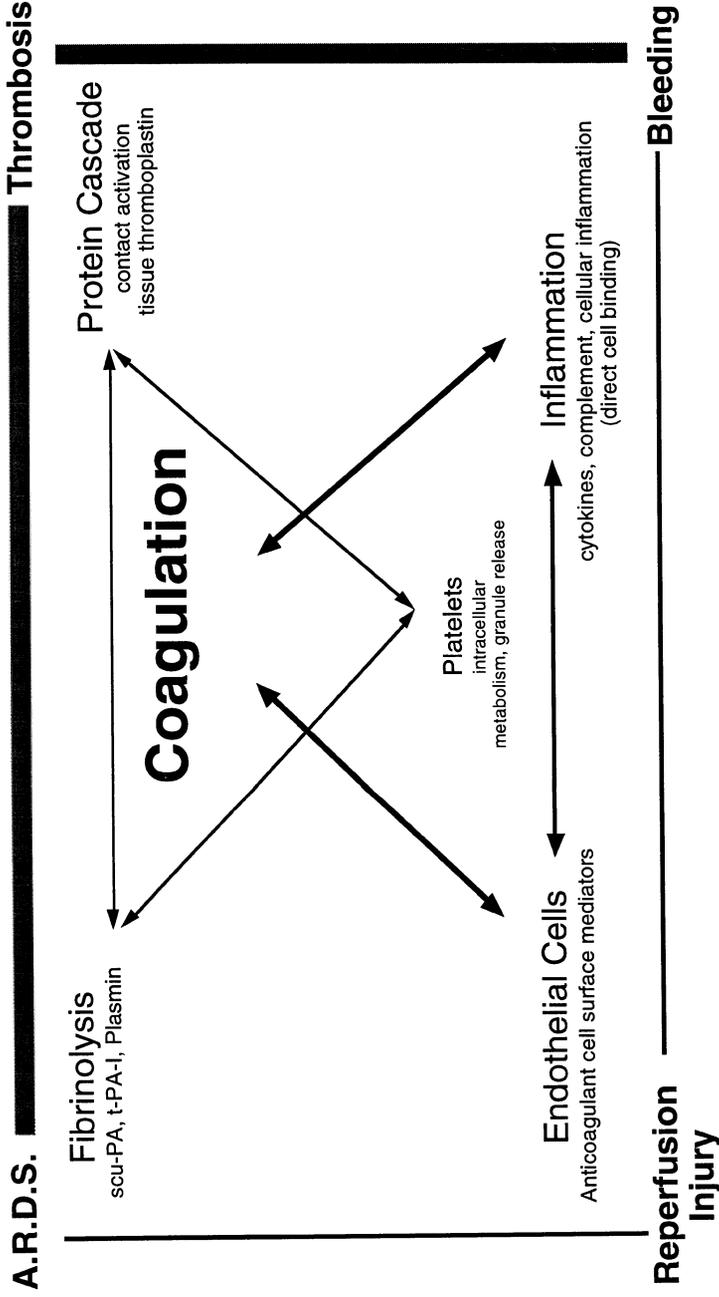 A.R.D.S.
Thrombosis
Fibrinolysis
scu-PA, t-PA-I, Plasmin
Protein Cascade
contact activation
tissue thromboplastin
Coagulation
Platelets
intracellular
metabolism, granule release
Endothelial Cells
Anticoagulant cell surface mediators
Inflammation
cytokines, complement, cellular inflammation
(direct cell binding)
Reperfusion
Injury
Bleeding